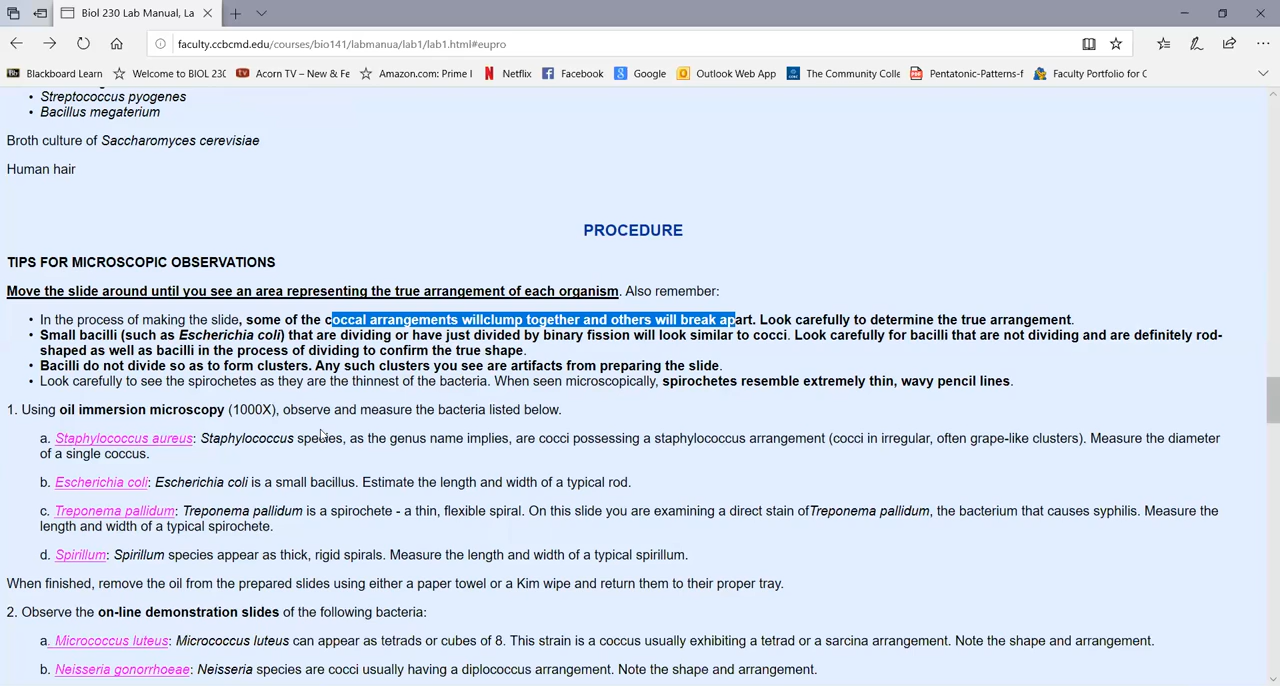 Biol 230 Lab Manual, La
faculty.ccbcmd.edu/courses/bio141/labmanua/lab1/lab1.html#eupro
Blackboard Learn Welcome to BIOL 230 Acorn TV – New & Fe Amazon.com: Prime I Netflix Facebook Google Outlook Web App The Community Colle Pentatonic-Patterns-f Faculty Portfolio for C
• Streptococcus pyogenes
• Bacillus megaterium
Broth culture of Saccharomyces cerevisiae
Human hair
PROCEDURE
TIPS FOR MICROSCOPIC OBSERVATIONS
Move the slide around until you see an area representing the true arrangement of each organism. Also remember:
• In the process of making the slide, some of the coccal arrangements willclump together and others will break apart. Look carefully to determine the true arrangement.
• Small bacilli (such as Escherichia coli) that are dividing or have just divided by binary fission will look similar to cocci. Look carefully for bacilli that are not dividing and are definitely rod-
shaped as well as bacilli in the process of dividing to confirm the true shape.
• Bacilli do not divide so as to form clusters. Any such clusters you see are artifacts from preparing the slide.
• Look carefully to see the spirochetes as they are the thinnest of the bacteria. When seen microscopically, spirochetes resemble extremely thin, wavy pencil lines.
1. Using oil immersion microscopy (1000X), observe and measure the bacteria listed below.
a. Staphylococcus aureus: Staphylococcus species, as the genus name implies, are cocci possessing a staphylococcus arrangement (cocci in irregular, often grape-like clusters). Measure the diameter
of a single coccus.
b. Escherichia coli: Escherichia coli is a small bacillus. Estimate the length and width of a typical rod.
c. Treponema pallidum: Treponema pallidum is a spirochete - a thin, flexible spiral. On this slide you are examining a direct stain ofTreponema pallidum, the bacterium that causes syphilis. Measure the
length and width of a typical spirochete.
d. Spirillum: Spirillum species appear as thick, rigid spirals. Measure the length and width of a typical spirillum.
When finished, remove the oil from the prepared slides using either a paper towel or a Kim wipe and return them to their proper tray.
2. Observe the on-line demonstration slides of the following bacteria:
a. Micrococcus luteus: Micrococcus luteus can appear as tetrads or cubes of 8. This strain is a coccus usually exhibiting a tetrad or a sarcina arrangement. Note the shape and arrangement.
b. Neisseria gonorrhoeae: Neisseria species are cocci usually having a diplococcus arrangement. Note the shape and arrangement.